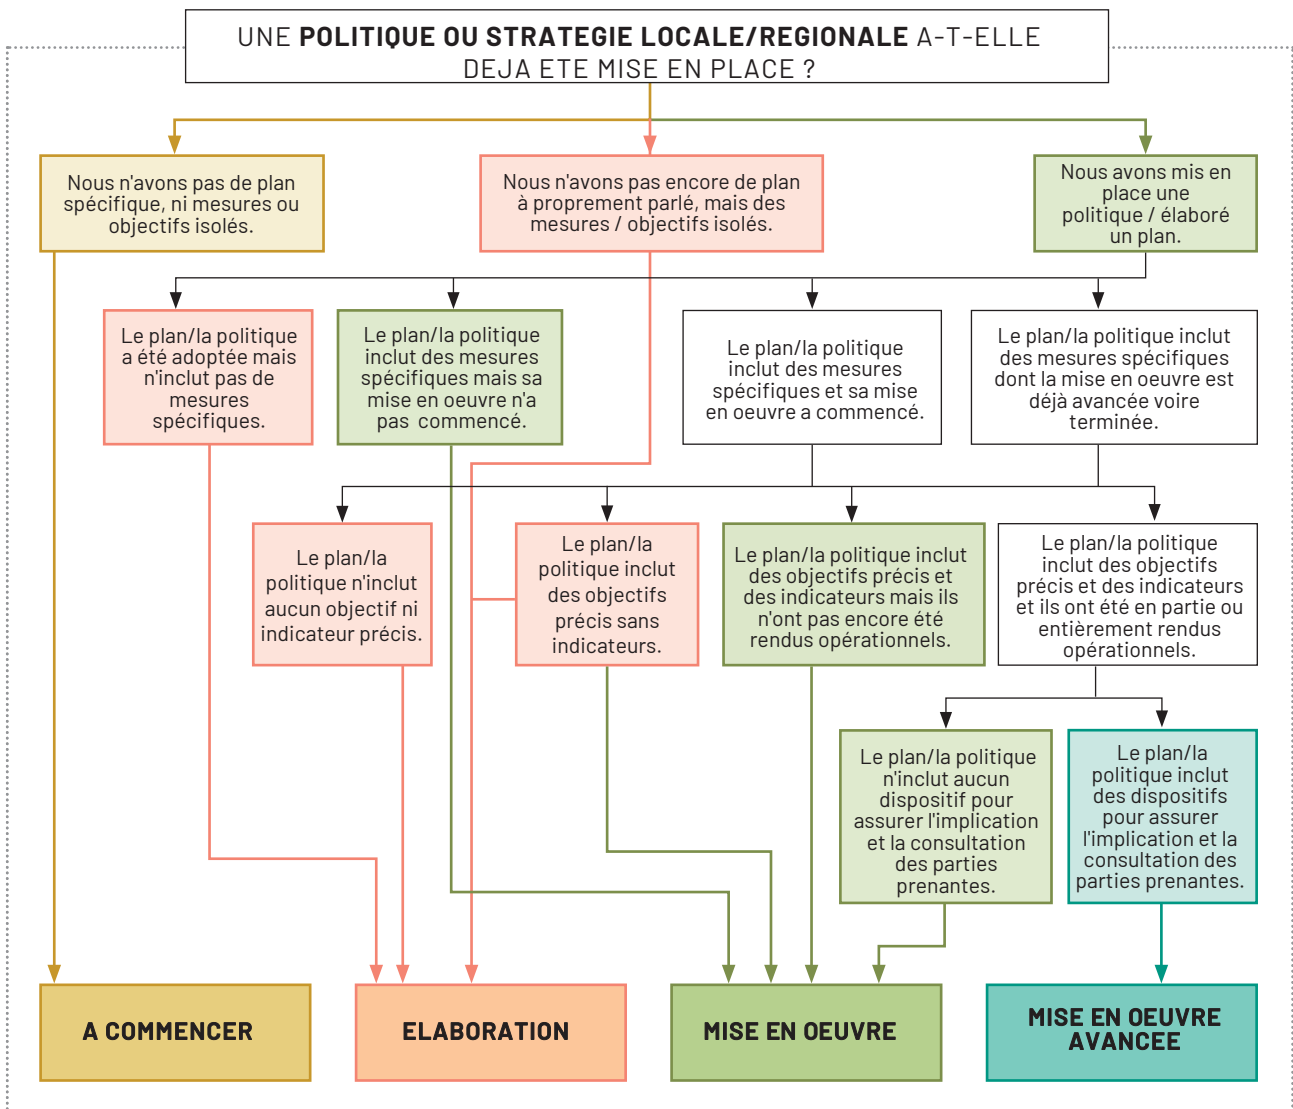 UNE POLITIQUE OU STRATEGIE LOCALE/REGIONALE A-T-ELLE
DEJA ETE MISE EN PLACE ?
Nous n'avons pas de plan
spécifique, ni mesures ou
objectifs isolés.
Nous n'avons pas encore de plan
à proprement parlé, mais des
mesures / objectifs isolés.
Nous avons mis en
place une
politique / élaboré
un plan.
Le plan/la politique
a été adoptée mais
n'inclut pas de
mesures
spécifiques.
Le plan/la politique
inclut des mesures
spécifiques mais sa
mise en oeuvre n'a
pas commencé.
Le plan/la politique
inclut des mesures
spécifiques et sa mise
en oeuvre a commencé.
Le plan/la politique inclut
des mesures spécifiques
dont la mise en oeuvre est
déjà avancée voire
terminée.
Le plan/la
politique n'inclut
aucun objectif ni
indicateur précis.
Le plan/la
politique inclut
des objectifs
précis sans
indicateurs.
Le plan/la politique inclut
des objectifs précis et
des indicateurs mais ils
n'ont pas encore été
rendus opérationnels.
Le plan/la politique
inclut des objectifs
précis et des indicateurs
et ils ont été en partie ou
entièrement rendus
opérationnels.
Le plan/la politique
n'inclut aucun
dispositif pour
assurer l'implication
et la consultation
des parties
prenantes.
Le plan/la
politique inclut
des dispositifs
pour assurer
l'implication et la
consultation des
parties prenantes.
A COMMENCER
ELABORATION
MISE EN OEUVRE
MISE EN OEUVRE
AVANCEE